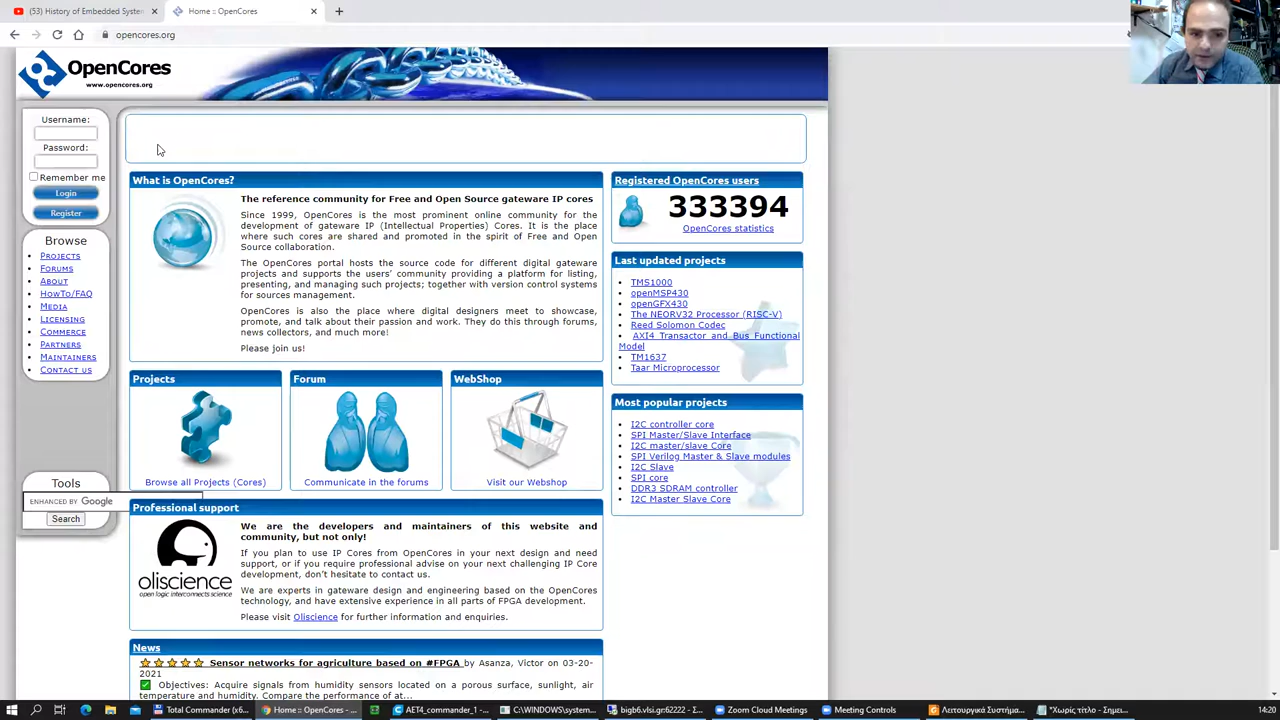 (53) History of Embedded System
Home :: OpenCores
opencores.org
OpenCores
www.opencores.org
Username:
Password:
Remember me
Login
Register
Browse
PROJECTS
FORUMS
ABOUT
HOWTO/FAQ
MEDIA
LICENSING
COMMERCE
PARTNERS
MAINTAINERS
CONTACT US
Tools
ENHANCED BY Google
Search
What is OpenCores?
The reference community for Free and Open Source gateware IP cores
Since 1999, OpenCores is the most prominent online community for the
development of gateware IP (Intellectual Properties) Cores. It is the place
where such cores are shared and promoted in the spirit of Free and Open
Source collaboration.
The OpenCores portal hosts the source code for different digital gateware
projects and supports the users' community providing a platform for listing,
presenting, and managing such projects; together with version control systems
for sources management.
OpenCores is also the place where digital designers meet to showcase,
promote, and talk about their passion and work. They do this through forums,
news collectors, and much more!
Please join us!
Projects
Browse all Projects (Cores)
Forum
Communicate in the forums
WebShop
Visit our Webshop
Professional support
oliscience
open logic interconnects science
We are the developers and maintainers of this website and
community, but not only!
If you plan to use IP Cores from OpenCores in your next design and need
support, or if you require professional advise on your next challenging IP Core
development, don't hesitate to contact us.
We are experts in gateware design and engineering based on the OpenCores
technology, and have extensive experience in all parts of FPGA development.
Please visit Oliscience for further information and enquiries.
News
Sensor networks for agriculture based on #FPGA by Asanza, Victor on 03-20-
2021
Objectives: Acquire signals from humidity sensors located on a porous surface, sunlight, air
temperature and humidity. Compare the performance of at...
Registered OpenCores users
333394
OpenCores statistics
Last updated projects
TMS1000
openMSP430
openGFX430
The NEORV32 Processor (RISC-V)
Reed Solomon Codec
AXI4 Transactor and Bus Functional
Model
TM1637
Taar Microprocessor
Most popular projects
I2C controller core
SPI Master/Slave Interface
I2C master/slave Core
SPI Verilog Master & Slave modules
I2C Slave
SPI core
DDR3 SDRAM controller
I2C Master Slave Core
Total Commander (x6...
Home :: OpenCores - ...
AET4_commander_1 - ...
C:\WINDOWS\system...
bigb6.vlsi.gr:62222 - ...
Zoom Cloud Meetings
Meeting Controls
Λειτουργικά Συστήμα...
*Χωρίς τίτλο - Σημει...
14:20